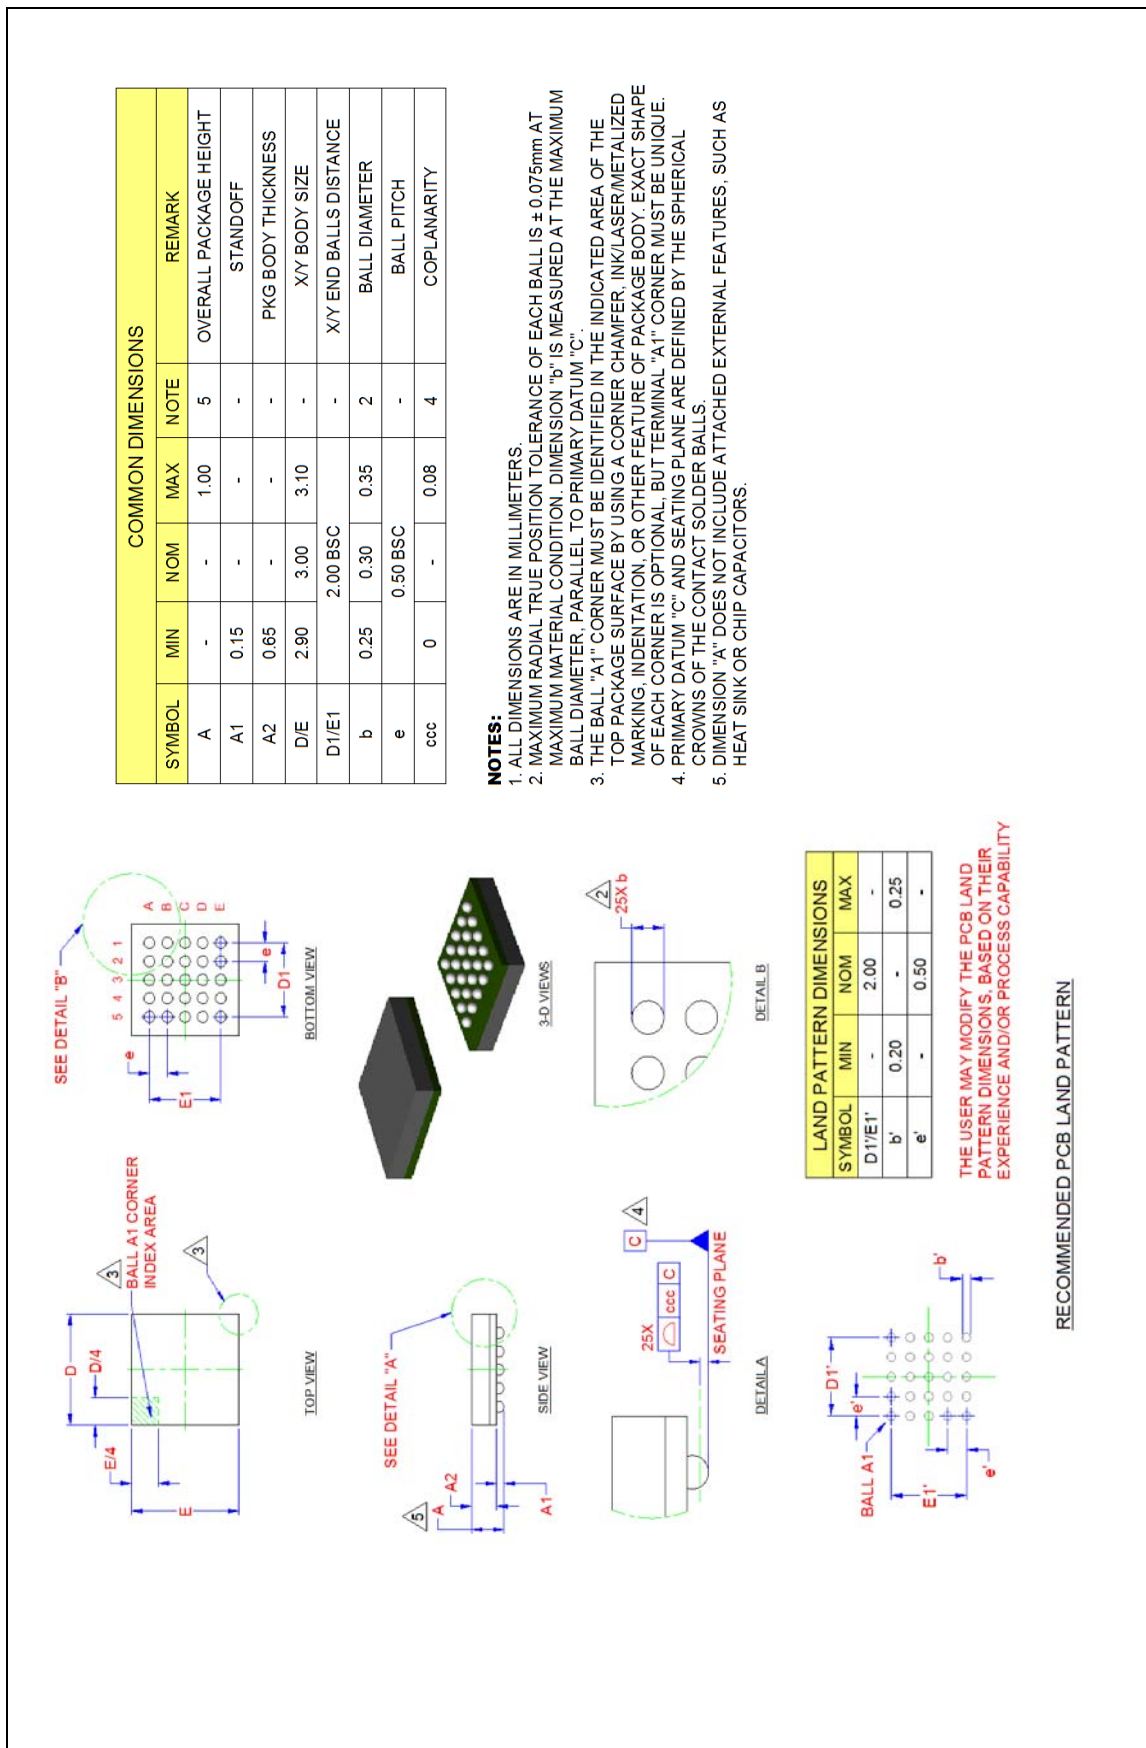 TOP VIEW
D
D/4
E/4
E
3
BALL A1 CORNER
INDEX AREA
3
SEE DETAIL "B"
5 4 3 2 1
A
B
C
D
E
e
E1
e
D1
BOTTOM VIEW
SEE DETAIL "A"
5
A
A2
A1
SIDE VIEW
3-D VIEWS
25X
ccc C
C
4
SEATING PLANE
DETAIL A
2
25X b
DETAIL B
BALL A1
D1'
e'
E1'
e'
b'
LAND PATTERN DIMENSIONS
SYMBOL MIN NOM MAX
D1'/E1' - 2.00 -
b' 0.20 - 0.25
e' - 0.50 -
THE USER MAY MODIFY THE PCB LAND
PATTERN DIMENSIONS, BASED ON THEIR
EXPERIENCE AND/OR PROCESS CAPABILITY
RECOMMENDED PCB LAND PATTERN
COMMON DIMENSIONS
SYMBOL MIN NOM MAX NOTE REMARK
A - - 1.00 5 OVERALL PACKAGE HEIGHT
A1 0.15 - - - STANDOFF
A2 0.65 - - - PKG BODY THICKNESS
D/E 2.90 3.00 3.10 - X/Y BODY SIZE
D1/E1 2.00 BSC - X/Y END BALLS DISTANCE
b 0.25 0.30 0.35 2 BALL DIAMETER
e 0.50 BSC - BALL PITCH
ccc 0 - 0.08 4 COPLANARITY
NOTES:
1. ALL DIMENSIONS ARE IN MILLIMETERS.
2. MAXIMUM RADIAL TRUE POSITION TOLERANCE OF EACH BALL IS ± 0.075mm AT
MAXIMUM MATERIAL CONDITION. DIMENSION "b" IS MEASURED AT THE MAXIMUM
BALL DIAMETER, PARALLEL TO PRIMARY DATUM "C".
3. THE BALL "A1" CORNER MUST BE IDENTIFIED IN THE INDICATED AREA OF THE
TOP PACKAGE SURFACE BY USING A CORNER CHAMFER, INK/LASER/METALIZED
MARKING, INDENTATION, OR OTHER FEATURE OF PACKAGE BODY. EXACT SHAPE
OF EACH CORNER IS OPTIONAL, BUT TERMINAL "A1" CORNER MUST BE UNIQUE.
4. PRIMARY DATUM "C" AND SEATING PLANE ARE DEFINED BY THE SPHERICAL
CROWNS OF THE CONTACT SOLDER BALLS.
5. DIMENSION "A" DOES NOT INCLUDE ATTACHED EXTERNAL FEATURES, SUCH AS
HEAT SINK OR CHIP CAPACITORS.